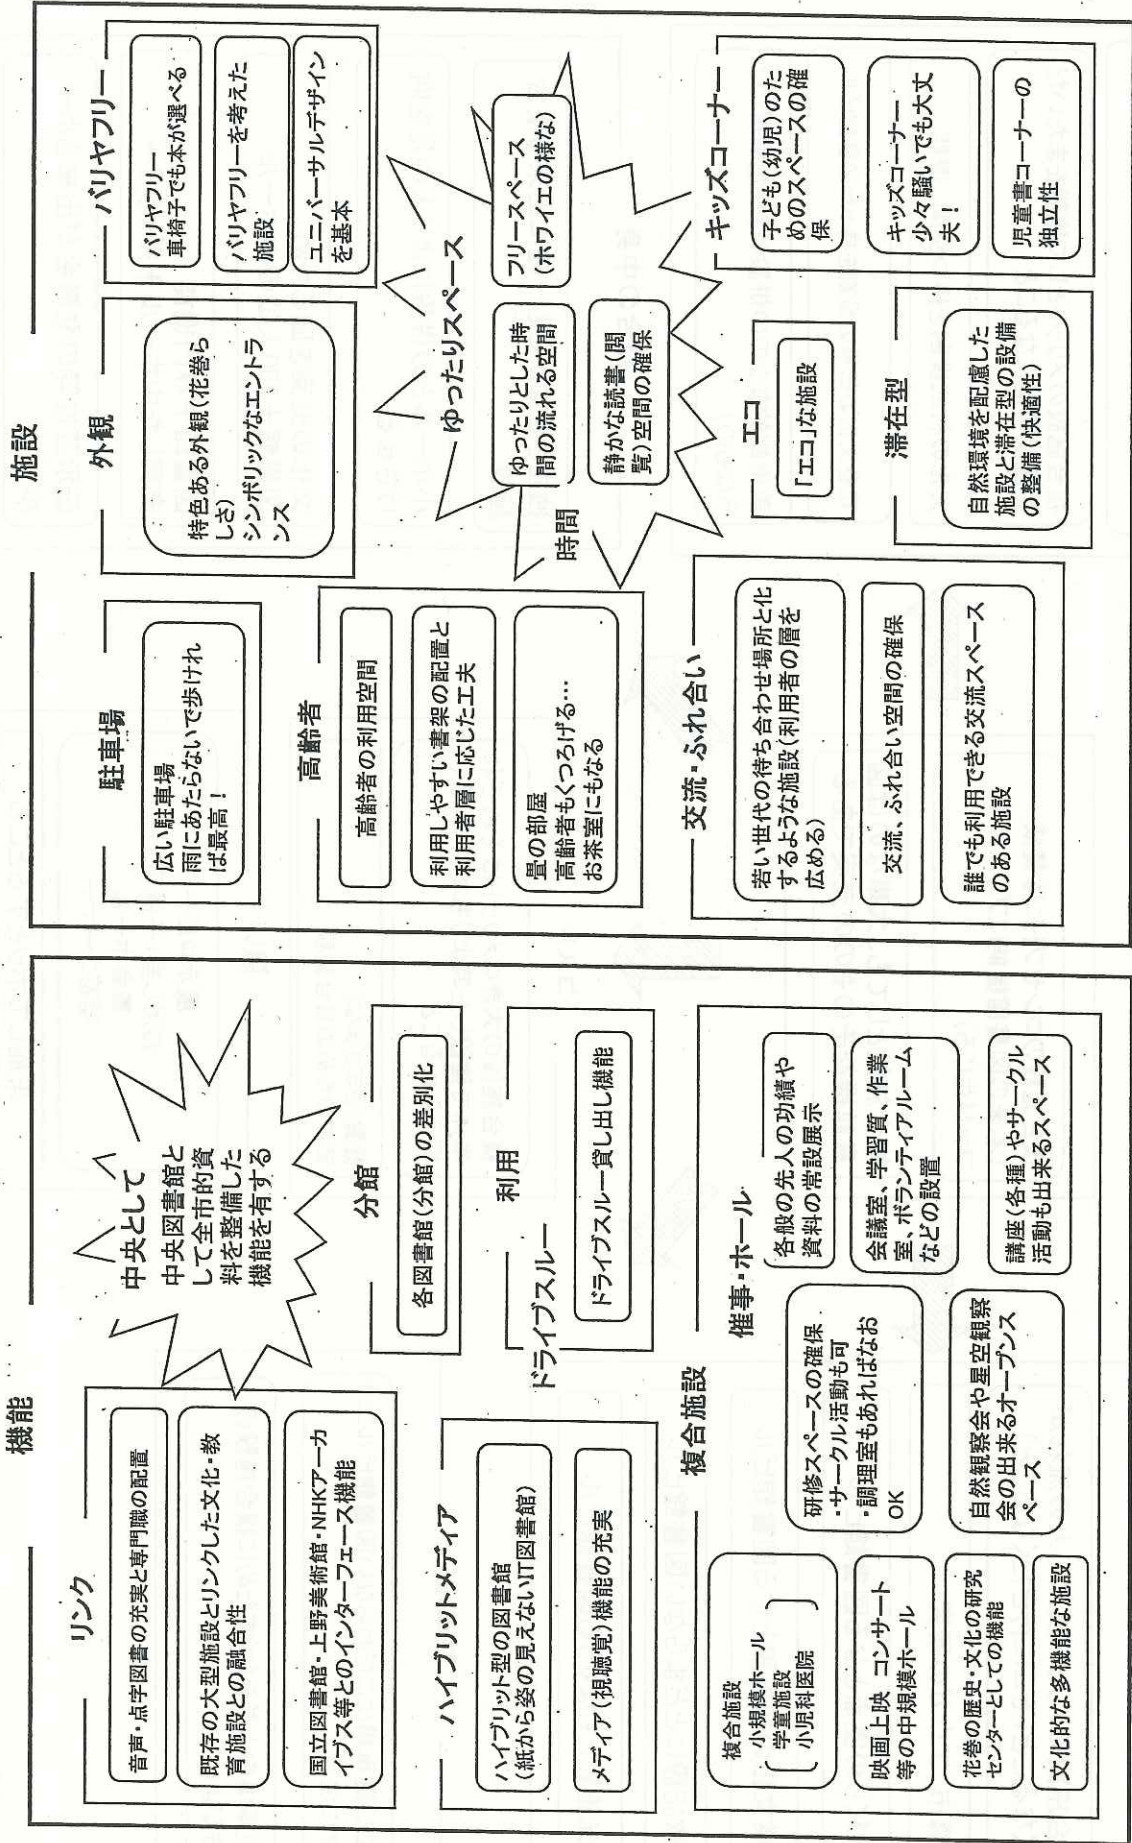 機能
リンク
音声・点字図書の充実と専門職の配置
既存の大型施設とリンクした文化・教
育施設との融合性
国立図書館・上野美術館・NHKアーカ
イブス等とのインターフェース機能
中央として
中央図書館と
して全市的資
料を整備した
機能を有する
ハイブリットメディア
ハイブリット型の図書館
(紙から姿の見えないIT図書館)
メディア(視聴覚)機能の充実
分館
各図書館(分館)の差別化
利用
ドライブスルー
ドライブスルー貸し出し機能
複合施設
複合施設
小規模ホール
学童施設
小児科医院
映画上映 コンサート
等の中規模ホール
花巻の歴史・文化の研究
センターとしての機能
文化的な多機能な施設
催事・ホール
研修スペースの確保
・サークル活動も可
・調理室もあればなお
OK
自然観察会や星空観察
会の出来るオープンス
ペース
各般の先人の功績や
資料の常設展示
会議室、学習質、作業
室、ボランティアルーム
などの設置
講座(各種)やサークル
活動も出来るスペース
施設
駐車場
広い駐車場
雨にあたらないで歩けれ
ば最高!
外観
特色ある外観(花巻ら
しさ)
シンボリックなエントラ
ンス
バリヤフリー
バリヤフリー
車椅子でも本が選べる
バリヤフリーを考えた
施設
ユニバーサルデザイン
を基本
高齢者
高齢者の利用空間
利用しやすい書架の配置と
利用者層に応じた工夫
畳の部屋
高齢者もくつろげる…
お茶室にもなる
ゆったりスペース
時間
ゆったりとした時
間の流れる空間
フリースペース
(ホワイエの様な)
静かな読書(閲
覧)空間の確保
交流・ふれ合い
若い世代の待ち合わせ場所と化
するような施設(利用者の層を
広める)
交流、ふれ合い空間の確保
誰でも利用できる交流スペース
のある施設
エコ
「エコ」な施設
滞在型
自然環境を配慮した
施設と滞在型の設備
の整備(快適性)
キッズコーナー
子ども(幼児)のた
めのスペースの確
保
キッズコーナー
少々騒いでも大丈
夫!
児童書コーナーの
独立性